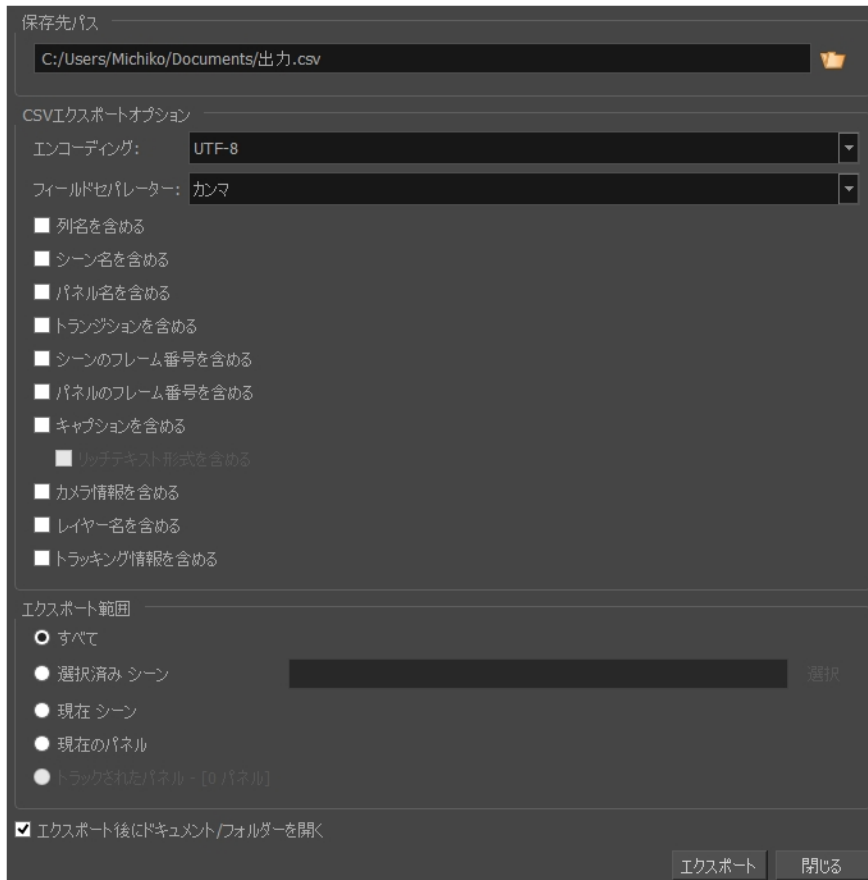 保存先パス
C:/Users/Michiko/Documents/出力.csv
CSVエクスポートオプション
エンコーディング: UTF-8
フィールドセパレーター: カンマ
列名を含める
シーン名を含める
パネル名を含める
トランジションを含める
シーンのフレーム番号を含める
パネルのフレーム番号を含める
キャプションを含める
リッチテキスト形式を含める
カメラ情報を含める
レイヤー名を含める
トラッキング情報を含める
エクスポート範囲
すべて
選択済み シーン 選択
現在 シーン
現在のパネル
トラックされたパネル - [0 パネル]
エクスポート後にドキュメント/フォルダーを開く
エクスポート 閉じる